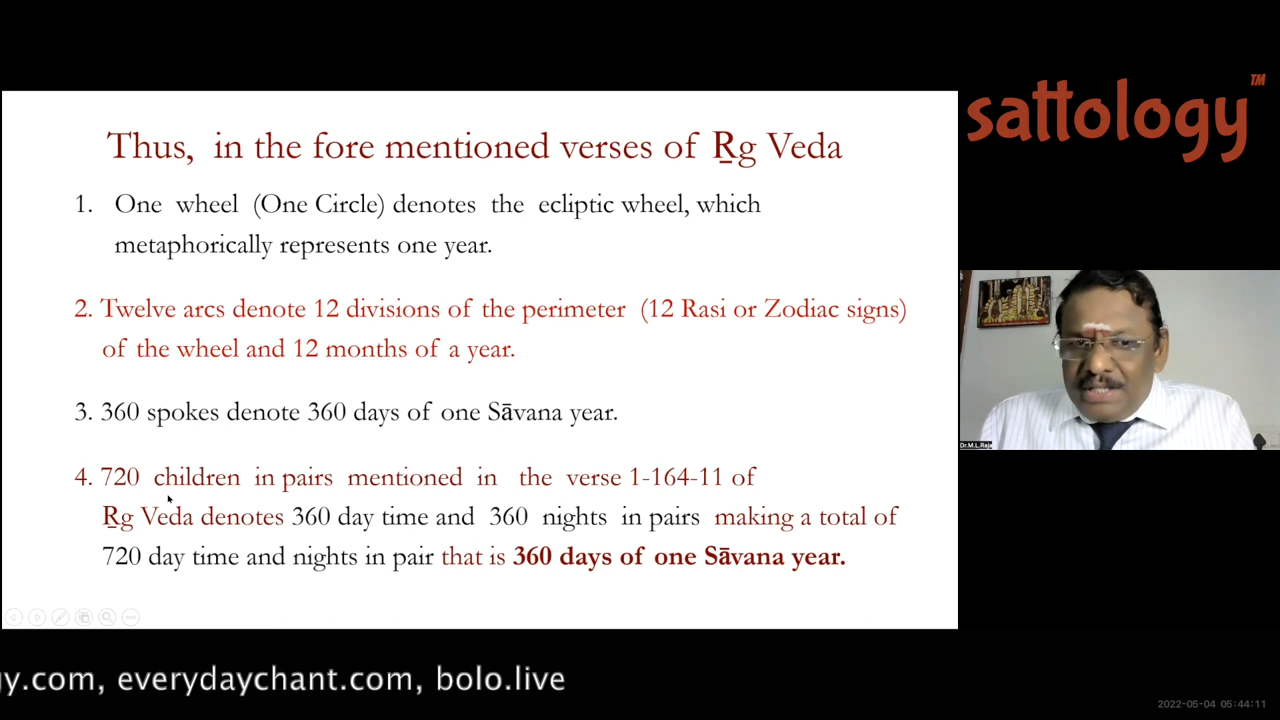 Thus, in the fore mentioned verses of Ṟg Veda
1. One wheel (One Circle) denotes the ecliptic wheel, which
metaphorically represents one year.
2. Twelve arcs denote 12 divisions of the perimeter (12 Rasi or Zodiac signs)
of the wheel and 12 months of a year.
3. 360 spokes denote 360 days of one Sāvana year.
4. 720 children in pairs mentioned in the verse 1-164-11 of
Ṟg Veda denotes 360 day time and 360 nights in pairs making a total of
720 day time and nights in pair that is 360 days of one Sāvana year.
sattology TM
Dr.M.L.Raja
gy.com, everydaychant.com, bolo.live
2022-05-04 05:44:11